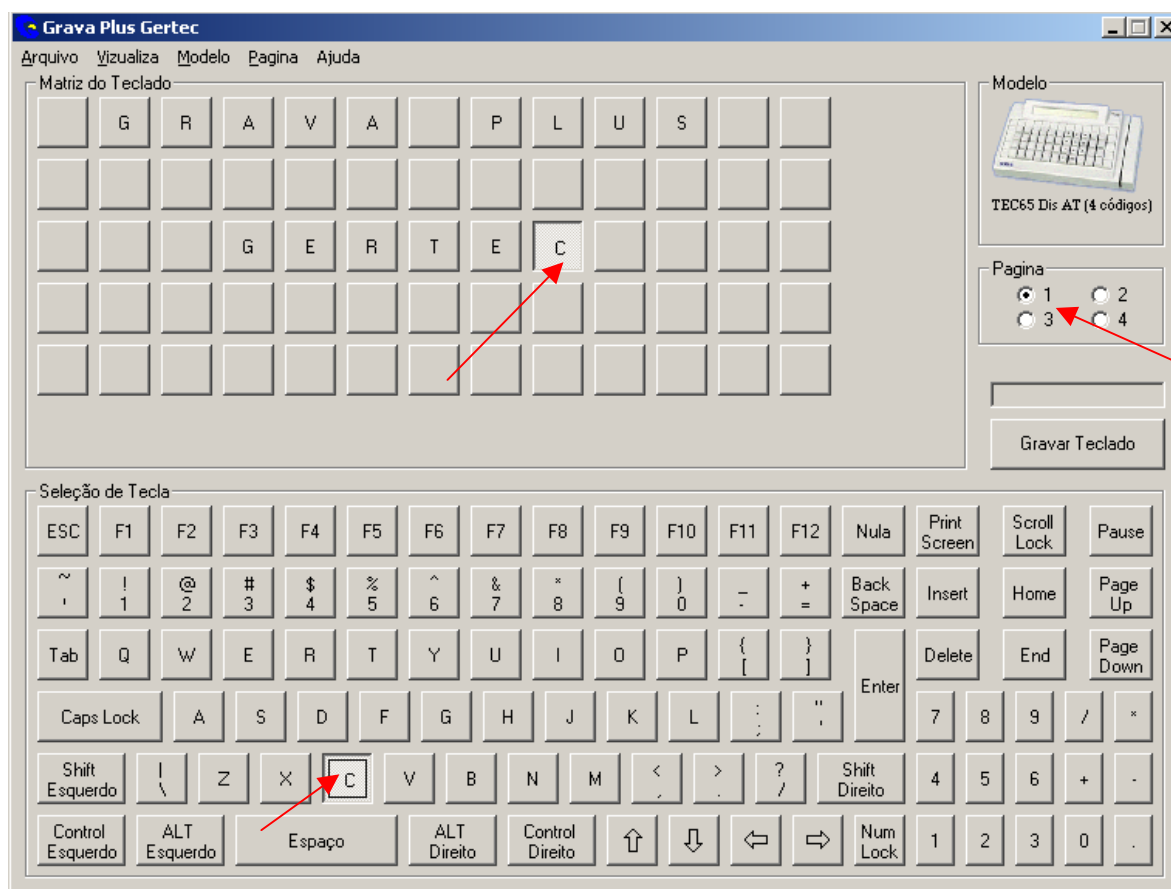 Grava Plus Gertec
Arquivo Vizualiza Modelo Pagina Ajuda
Matriz do Teclado
G R A V A P L U S
G E R T E C
Modelo
TEC65 Dis AT (4 códigos)
Pagina
1 2
3 4
Gravar Teclado
Seleção de Tecla
ESC F1 F2 F3 F4 F5 F6 F7 F8 F9 F10 F11 F12 Nula Print Screen Scroll Lock Pause
~ ! @ # $ % ^ & * ( ) _ +
' 1 2 3 4 5 6 7 8 9 0 - = Back Space Insert Home Page Up
Tab Q W E R T Y U I O P { [ } ] Enter Delete End Page Down
Caps Lock A S D F G H J K L : ; " ' 7 8 9 / *
Shift Esquerdo | \ Z X C V B N M < , > . ? / Shift Direito 4 5 6 + -
Control Esquerdo ALT Esquerdo Espaço ALT Direito Control Direito ⇧ ⇩ ⇦ ⇨ Num Lock 1 2 3 0 .